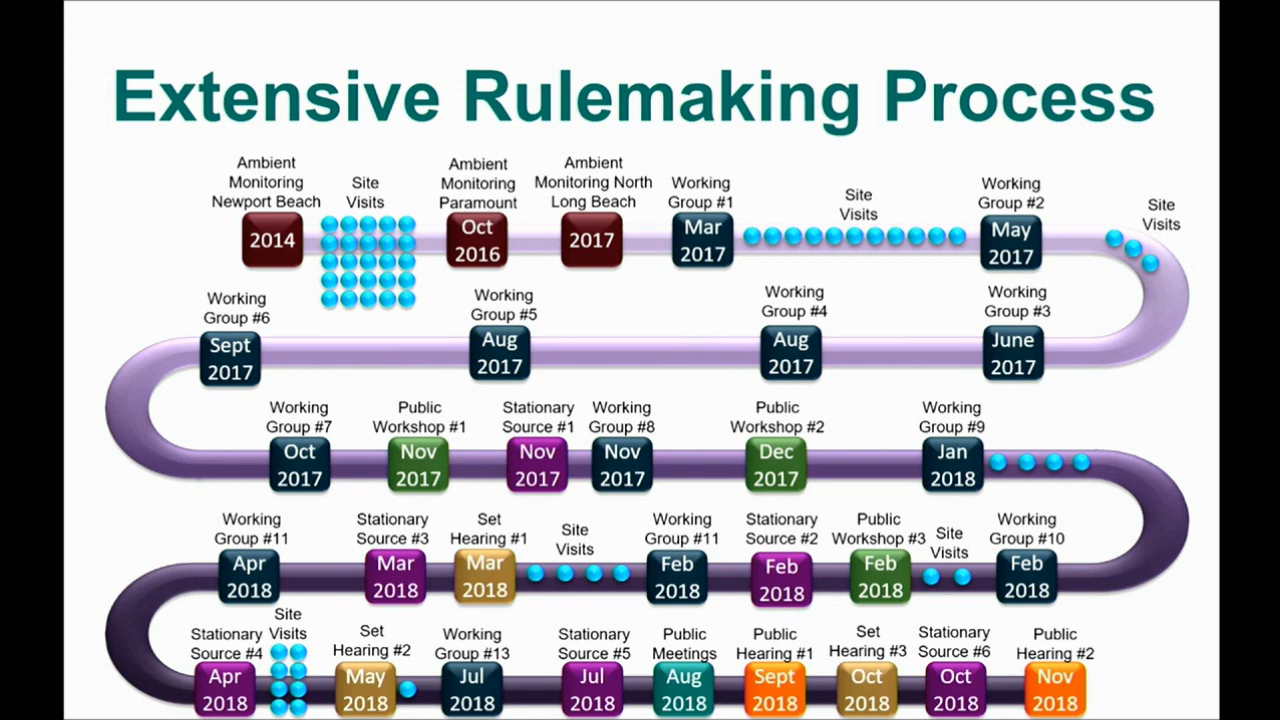 Extensive Rulemaking Process
Ambient
Monitoring
Newport Beach
2014
Site
Visits
Ambient
Monitoring
Paramount
Oct
2016
Ambient
Monitoring North
Long Beach
2017
Working
Group #1
Mar
2017
Site
Visits
Working
Group #2
May
2017
Site
Visits
Working
Group #6
Sept
2017
Working
Group #5
Aug
2017
Working
Group #4
Aug
2017
Working
Group #3
June
2017
Working
Group #7
Oct
2017
Public
Workshop #1
Nov
2017
Stationary
Source #1
Nov
2017
Working
Group #8
Nov
2017
Public
Workshop #2
Dec
2017
Working
Group #9
Jan
2018
Working
Group #11
Apr
2018
Stationary
Source #3
Mar
2018
Set
Hearing #1
Mar
2018
Site
Visits
Working
Group #11
Feb
2018
Stationary
Source #2
Feb
2018
Public
Workshop #3
Feb
2018
Site
Visits
Working
Group #10
Feb
2018
Stationary
Source #4
Apr
2018
Site
Visits
Set
Hearing #2
May
2018
Working
Group #13
Jul
2018
Stationary
Source #5
Jul
2018
Public
Meetings
Aug
2018
Public
Hearing #1
Sept
2018
Set
Hearing #3
Oct
2018
Stationary
Source #6
Oct
2018
Public
Hearing #2
Nov
2018